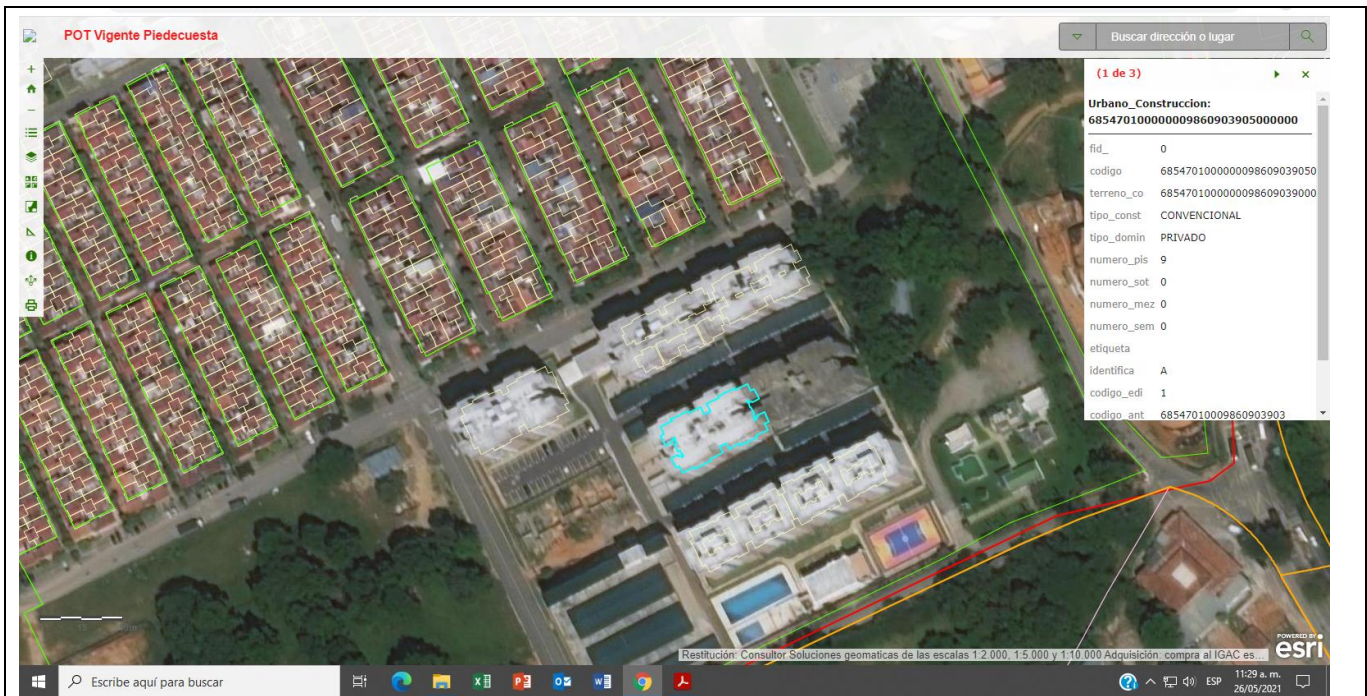 POT Vigente Piedecuesta
Buscar dirección o lugar
(1 de 3)
Urbano_Construccion:
685470100000009860903905000000
fid_ 0
codigo 6854701000000098609039050
terreno_co 6854701000000098609039000
tipo_const CONVENCIONAL
tipo_domin PRIVADO
numero_pis 9
numero_sot 0
numero_mez 0
numero_sem 0
etiqueta
identifica A
codigo_edi 1
codigo_ant 68547010009860903903
Restitución: Consultor Soluciones geomaticas de las escalas 1:2.000, 1:5.000 y 1:10.000 Adquisición: compra al IGAC es...
POWERED BY
esri
Escribe aquí para buscar
ESP
11:29 a. m.
26/05/2021